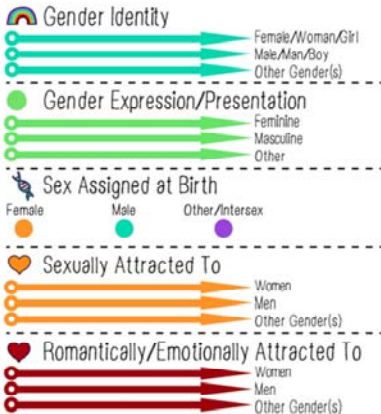 Gender Identity
Female/Woman/Girl
Male/Man/Boy
Other Gender(s)
Gender Expression/Presentation
Feminine
Masculine
Other
Sex Assigned at Birth
Female Male Other/Intersex
Sexually Attracted To
Women
Men
Other Gender(s)
Romantically/Emotionally Attracted To
Women
Men
Other Gender(s)